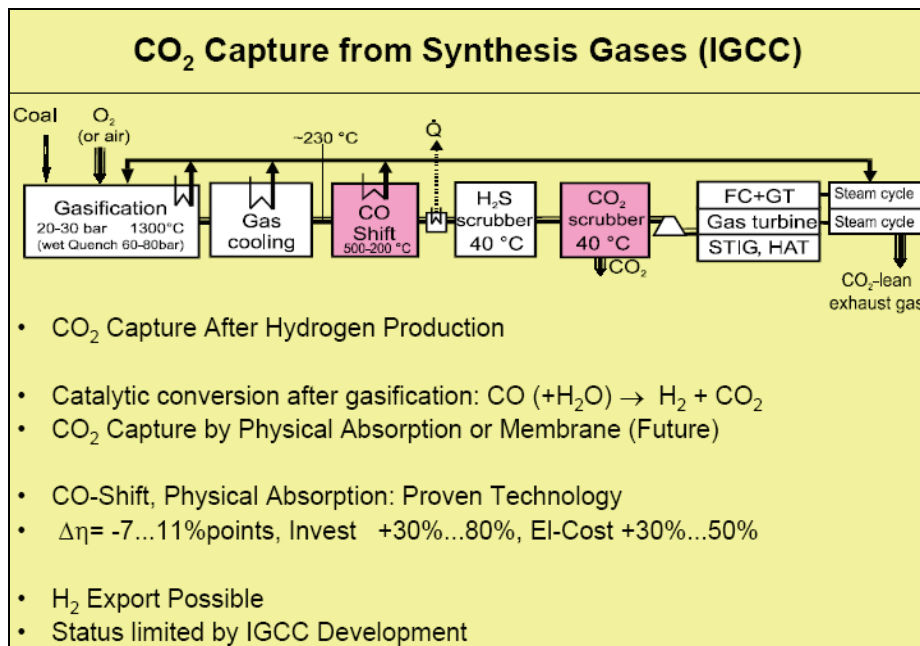 CO₂ Capture from Synthesis Gases (IGCC)
Coal
O₂
(or air)
~230 °C
Q̇
Gasification
20-30 bar 1300°C
(wet Quench 60-80bar)
Gas
cooling
CO
Shift
500-200 °C
H₂S
scrubber
40 °C
CO₂
scrubber
40 °C
CO₂
FC+GT
Gas turbine
STIG, HAT
Steam cycle
Steam cycle
CO₂-lean
exhaust gas
• CO₂ Capture After Hydrogen Production
• Catalytic conversion after gasification: CO (+H₂O) → H₂ + CO₂
• CO₂ Capture by Physical Absorption or Membrane (Future)
• CO-Shift, Physical Absorption: Proven Technology
• Δη= -7...11%points, Invest +30%...80%, El-Cost +30%...50%
• H₂ Export Possible
• Status limited by IGCC Development